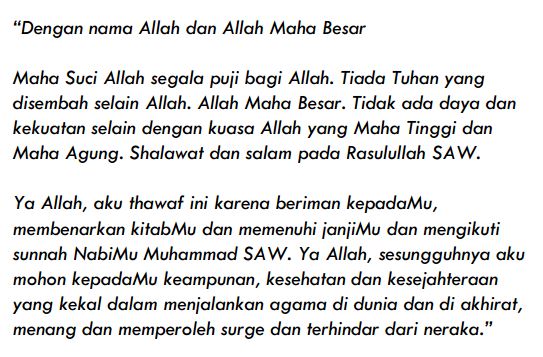 “Dengan nama Allah dan Allah Maha Besar
Maha Suci Allah segala puji bagi Allah. Tiada Tuhan yang
disembah selain Allah. Allah Maha Besar. Tidak ada daya dan
kekuatan selain dengan kuasa Allah yang Maha Tinggi dan
Maha Agung. Shalawat dan salam pada Rasulullah SAW.
Ya Allah, aku thawaf ini karena beriman kepadaMu,
membenarkan kitabMu dan memenuhi janjiMu dan mengikuti
sunnah NabiMu Muhammad SAW. Ya Allah, sesungguhnya aku
mohon kepadaMu keampunan, kesehatan dan kesejahteraan
yang kekal dalam menjalankan agama di dunia dan di akhirat,
menang dan memperoleh surge dan terhindar dari neraka.”